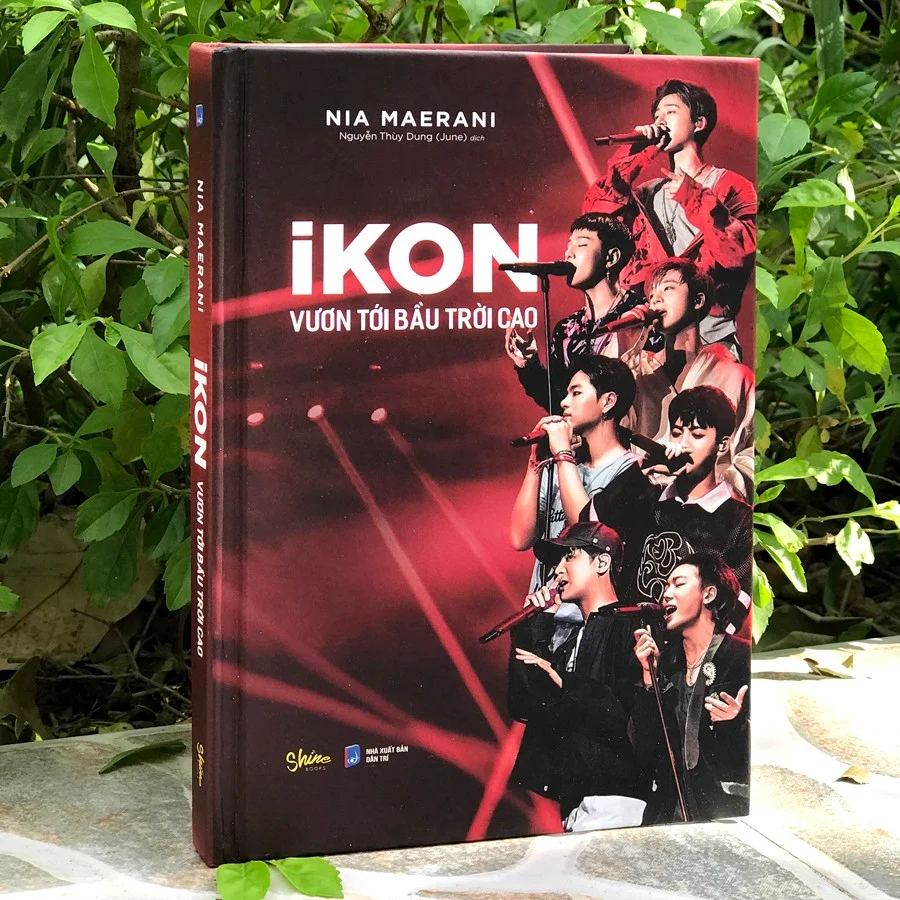 NIA MAERANI
Nguyễn Thùy Dung (June) dịch
iKON
VƯƠN TỚI BẦU TRỜI CAO
Shine
BOOKS
NHÀ XUẤT BẢN
DÂN TRÍ
NIA MAERANI
iKON
VƯƠN TỚI BẦU TRỜI CAO
Shine